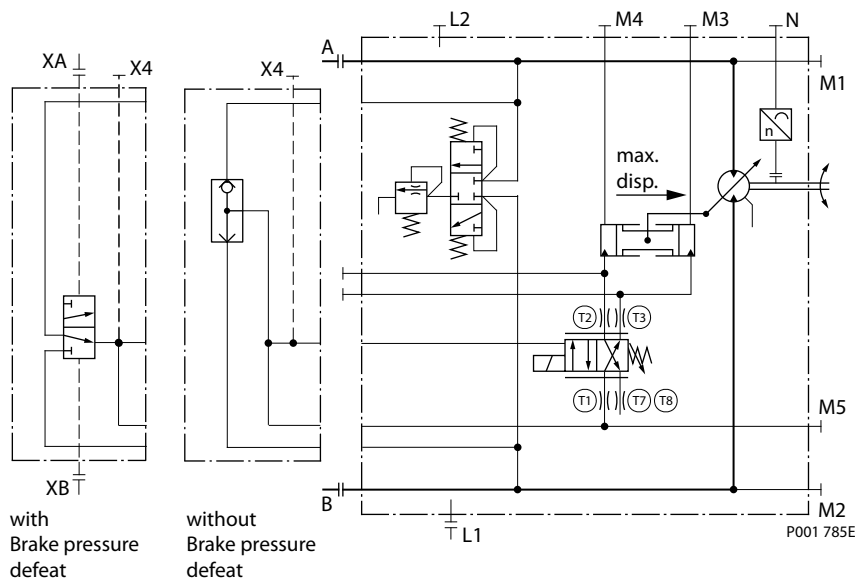 L2
M4
M3
N
XA
X4
X4
A
M1
n
max.
disp.
T2
T3
T1
T7
T8
M5
XB
B
M2
L1
P001 785E
with
Brake pressure
defeat
without
Brake pressure
defeat